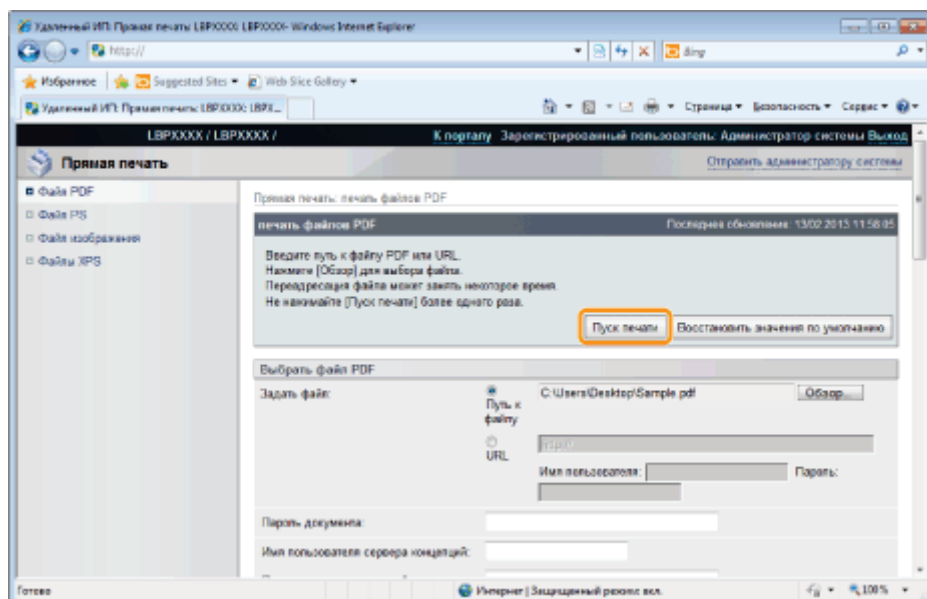 Удаленный ИП: Прямая печать: LBPXXXX: LBPXXXX - Windows Internet Explorer
http://
Bing
Избранное Suggested Sites Web Slice Gallery
Удаленный ИП: Прямая печать: LBPXXXX: LBPX... Страница Безопасность Сервис
LBPXXXX / LBPXXXX / К порталу Зарегистрированный пользователь: Администратор системы Выход
Прямая печать Отправить администратору системы
Файл PDF
Файл PS
Файл изображения
Файлы XPS
Прямая печать: печать файлов PDF
печать файлов PDF Последнее обновление: 13/02 2013 11:58:05
Введите путь к файлу PDF или URL.
Нажмите [Обзор] для выбора файла.
Переадресация файла может занять некоторое время.
Не нажимайте [Пуск печати] более одного раза.
Пуск печати Восстановить значения по умолчанию
Выбрать файл PDF
Задать файл: Путь к файлу C:\Users\Desktop\Sample.pdf Обзор...
URL http://
Имя пользователя: Пароль:
Пароль документа:
Имя пользователя сервера концепций:
Готово Интернет | Защищенный режим: вкл. 100%